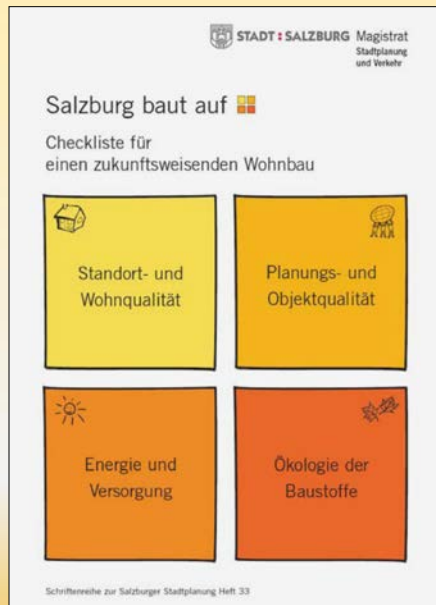 STADT:SALZBURG Magistrat
Stadtplanung
und Verkehr
Salzburg baut auf
Checkliste für
einen zukunftsweisenden Wohnbau
Standort- und
Wohnqualität
Planungs- und
Objektqualität
Energie und
Versorgung
Ökologie der
Baustoffe
Schriftenreihe zur Salzburger Stadtplanung Heft 33